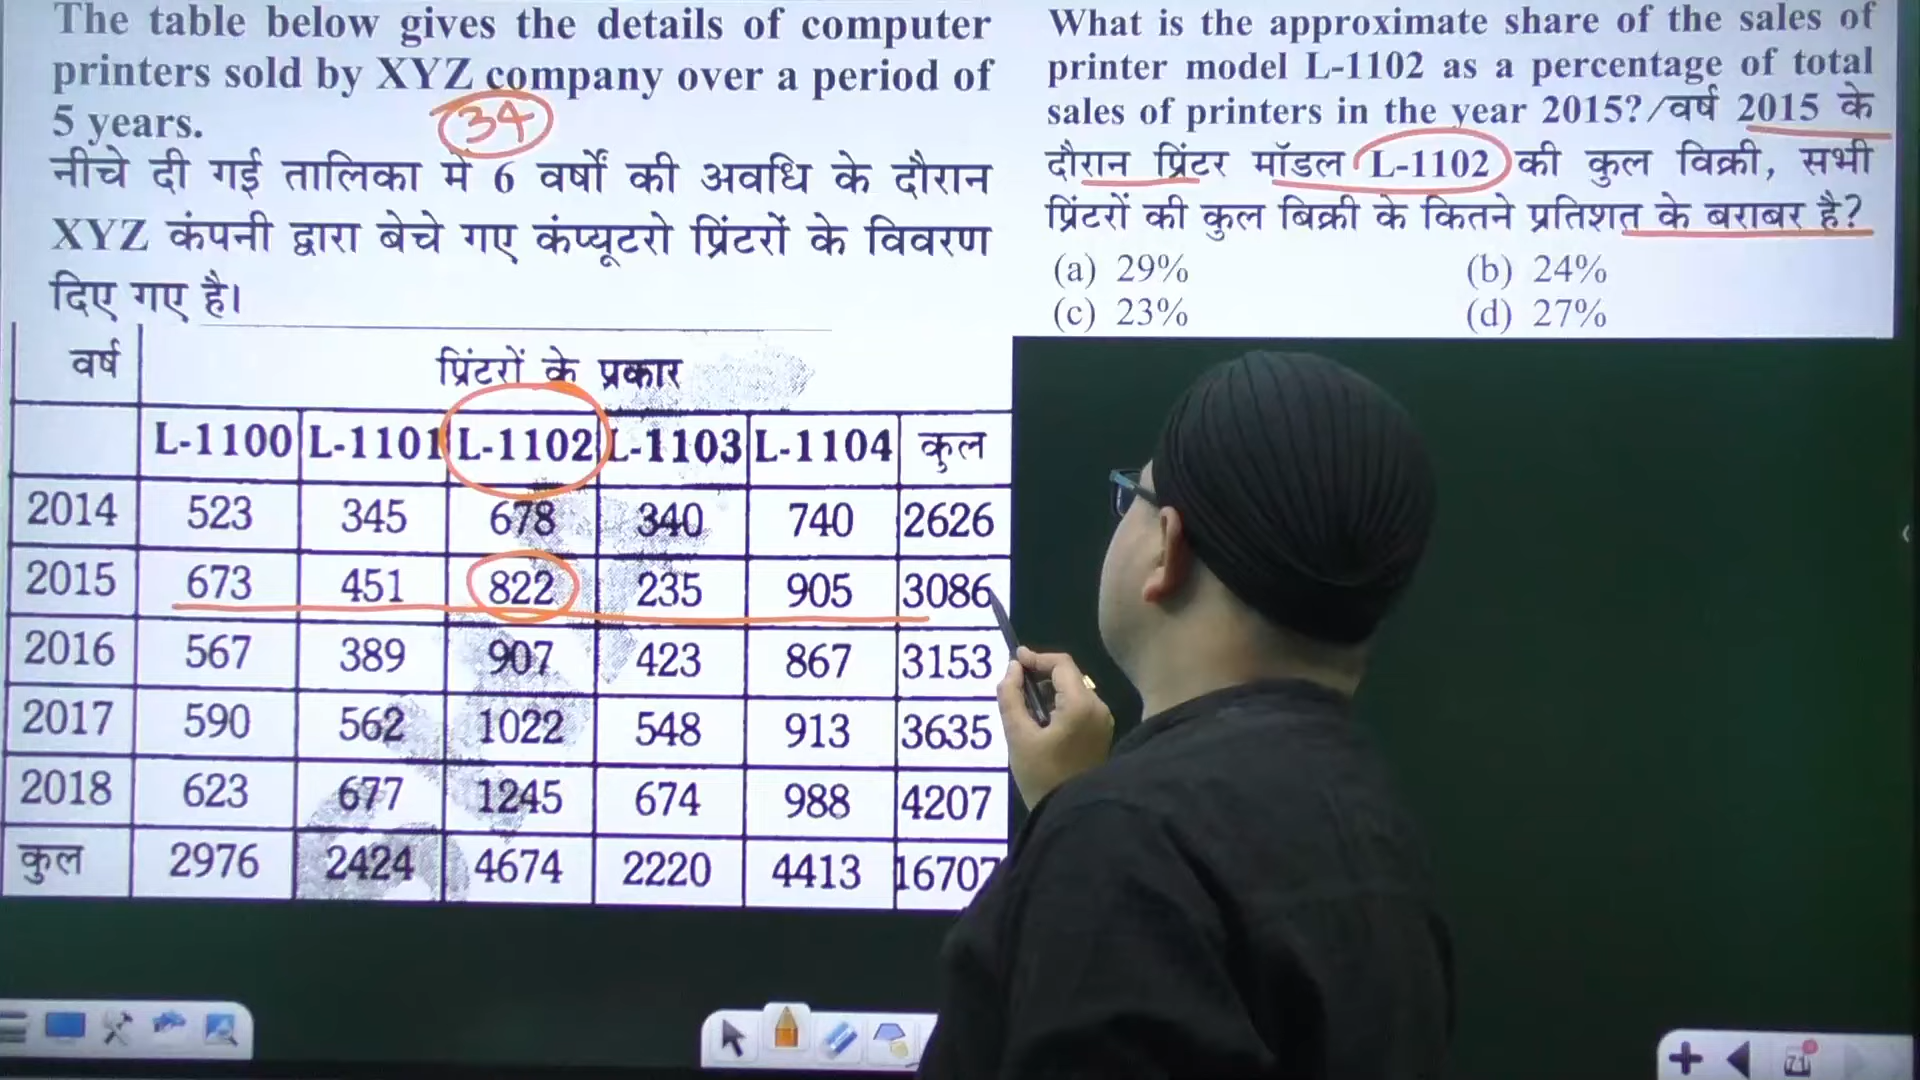 The table below gives the details of computer
printers sold by XYZ company over a period of
5 years.
34
नीचे दी गई तालिका में 6 वर्षों की अवधि के दौरान
XYZ कंपनी द्वारा बेचे गए कंप्यूटरो प्रिंटरों के विवरण
दिए गए है।
What is the approximate share of the sales of
printer model L-1102 as a percentage of total
sales of printers in the year 2015?/वर्ष 2015 के
दौरान प्रिंटर मॉडल L-1102 की कुल विक्री, सभी
प्रिंटरों की कुल बिक्री के कितने प्रतिशत के बराबर है?
(a) 29% (b) 24%
(c) 23% (d) 27%
वर्ष प्रिंटरों के प्रकार
L-1100 L-1101 L-1102 L-1103 L-1104 कुल
2014 523 345 678 340 740 2626
2015 673 451 822 235 905 3086
2016 567 389 907 423 867 3153
2017 590 562 1022 548 913 3635
2018 623 677 1245 674 988 4207
कुल 2976 2424 4674 2220 4413 16707
71